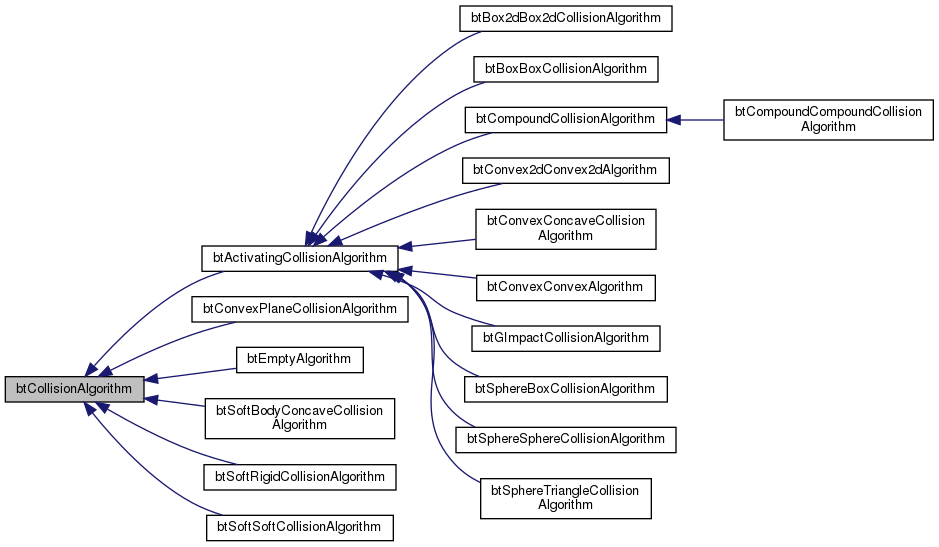 btBox2dBox2dCollisionAlgorithm
btBoxBoxCollisionAlgorithm
btCompoundCollisionAlgorithm
btCompoundCompoundCollision
Algorithm
btConvex2dConvex2dAlgorithm
btConvexConcaveCollision
Algorithm
btActivatingCollisionAlgorithm
btConvexConvexAlgorithm
btConvexPlaneCollisionAlgorithm
btGImpactCollisionAlgorithm
btEmptyAlgorithm
btCollisionAlgorithm
btSphereBoxCollisionAlgorithm
btSoftBodyConcaveCollision
Algorithm
btSphereSphereCollisionAlgorithm
btSoftRigidCollisionAlgorithm
btSphereTriangleCollision
Algorithm
btSoftSoftCollisionAlgorithm